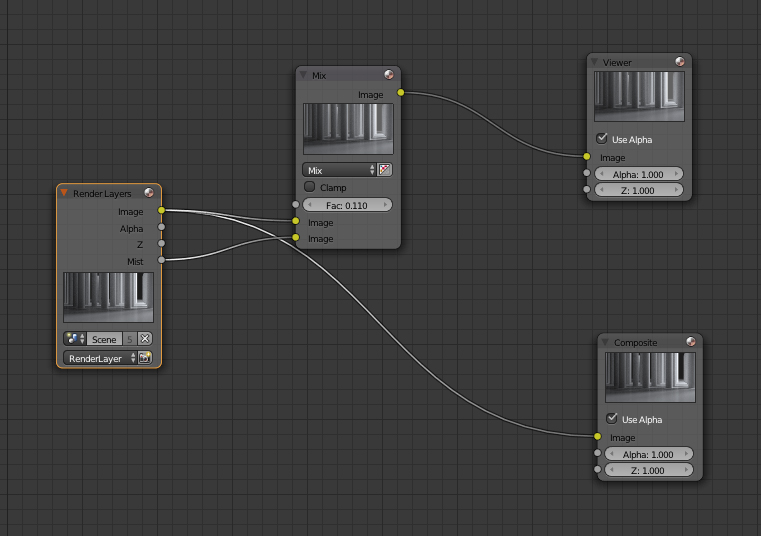 Render Layers
Image
Alpha
Z
Mist
Scene 5
RenderLayer
Mix
Image
Mix
Clamp
Fac: 0.110
Image
Image
Viewer
Use Alpha
Image
Alpha: 1.000
Z: 1.000
Composite
Use Alpha
Image
Alpha: 1.000
Z: 1.000